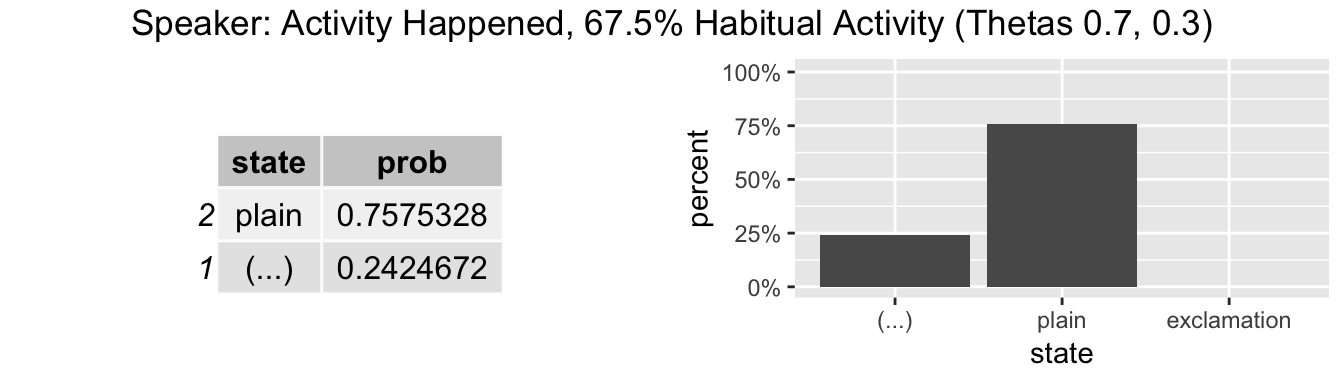 Speaker: Activity Happened, 67.5% Habitual Activity (Thetas 0.7, 0.3)
state prob
2 plain 0.7575328
1 (...) 0.2424672
percent
100%
75%
50%
25%
0%
(...) plain exclamation
state